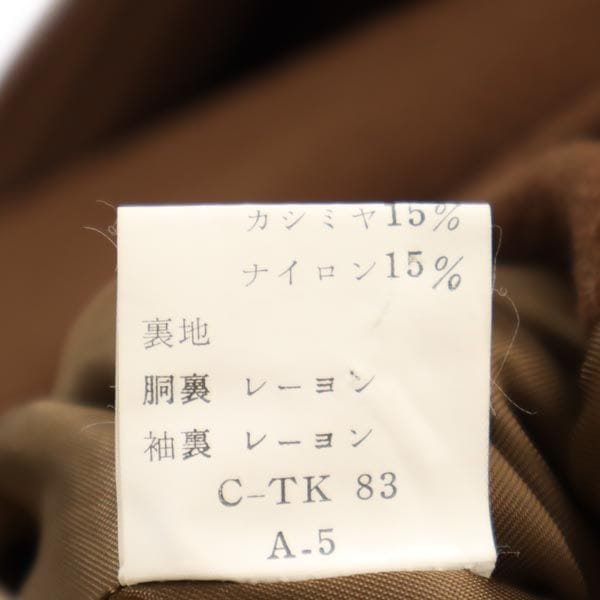 カシミヤ15%
ナイロン15%
裏地
胴裏 レーヨン
袖裏 レーヨン
C-TK 83
A-5